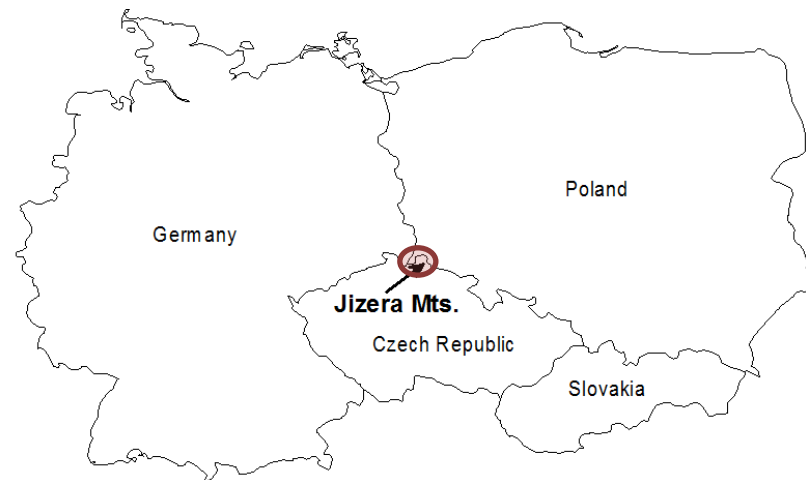 Poland
Germany
Jizera Mts.
Czech Republic
Slovakia